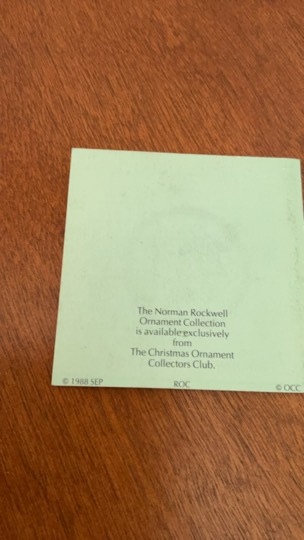 The Norman Rockwell
Ornament Collection
is available exclusively
from
The Christmas Ornament
Collectors Club.
© 1988 SEP ROC © OCC